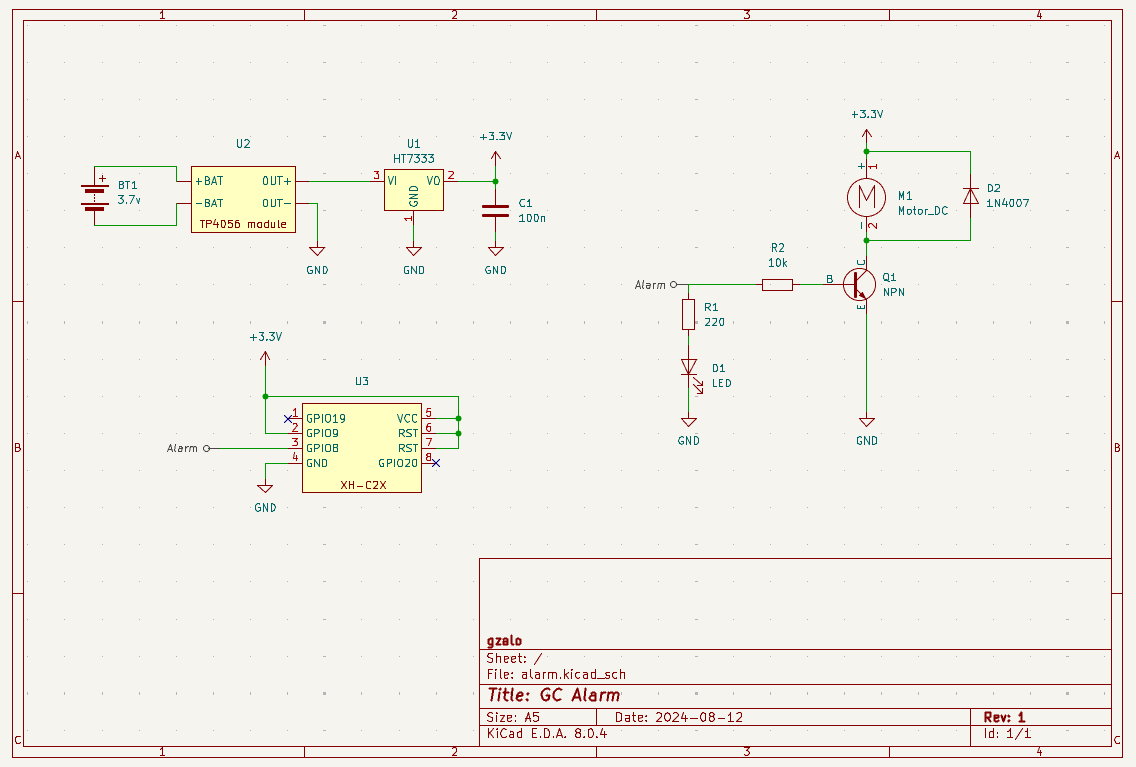 1 2 3 4
A
B
C
U2
+BAT OUT+
-BAT OUT-
TP4056 module
BT1
3.7v
+
GND
U1
HT7333
3 VI VO 2
GND
1
GND
+3.3V
C1
100n
GND
+3.3V
+
1
M
M1
Motor_DC
-
2
D2
1N4007
R2
10k
Alarm
B
C
E
Q1
NPN
R1
220
D1
LED
GND
GND
+3.3V
U3
1 GPIO19 VCC 5
2 GPIO9 RST 6
Alarm 3 GPIO8 RST 7
4 GND GPIO20 8
XH-C2X
GND
A
B
C
gzalo
Sheet: /
File: alarm.kicad_sch
Title: GC Alarm
Size: A5 Date: 2024-08-12 Rev: 1
KiCad E.D.A. 8.0.4 Id: 1/1
1 2 3 4